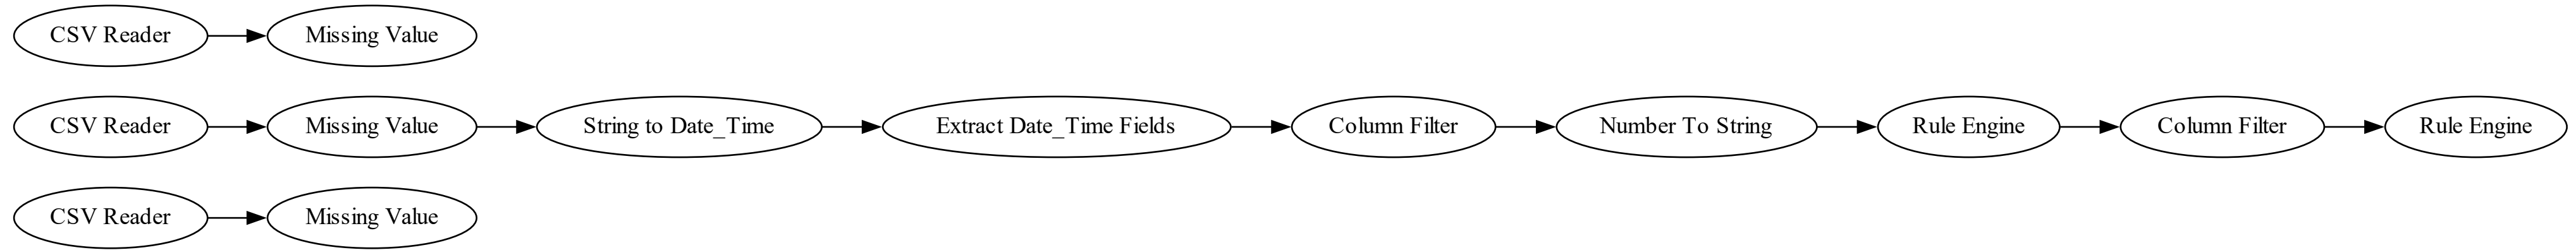 CSV Reader
Missing Value
CSV Reader
Missing Value
String to Date_Time
Extract Date_Time Fields
Column Filter
Number To String
Rule Engine
Column Filter
Rule Engine
CSV Reader
Missing Value